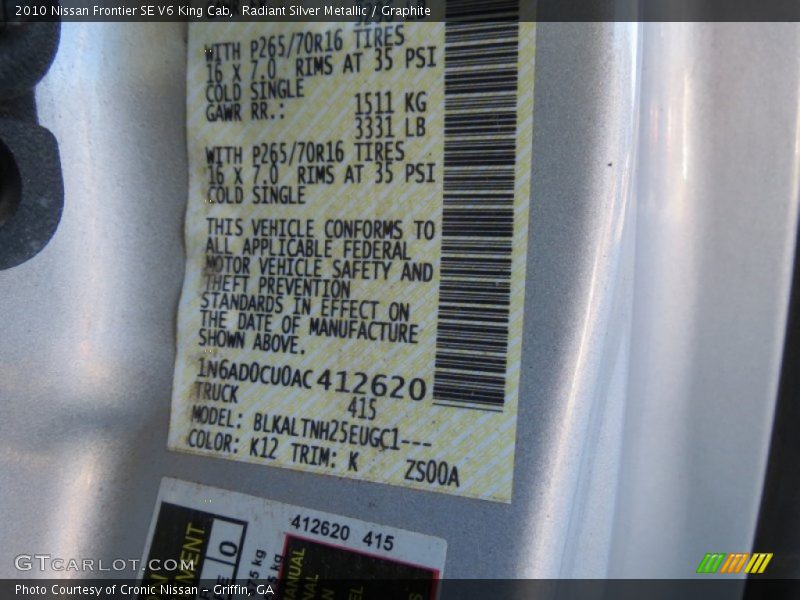 2010 Nissan Frontier SE V6 King Cab,  Radiant Silver Metallic / Graphite
WITH P265/70R16 TIRES
16 X 7.0 RIMS AT 35 PSI
COLD SINGLE
GAWR RR.: 1511 KG
3331 LB
WITH P265/70R16 TIRES
16 X 7.0 RIMS AT 35 PSI
COLD SINGLE
THIS VEHICLE CONFORMS TO
ALL APPLICABLE FEDERAL
MOTOR VEHICLE SAFETY AND
THEFT PREVENTION
STANDARDS IN EFFECT ON
THE DATE OF MANUFACTURE
SHOWN ABOVE.
1N6AD0CU0AC412620
TRUCK 415
MODEL: BLKALTNH25EUGC1---
COLOR: K12 TRIM: K ZS00A
412620 415
MANUAL
GTCarlot.com
Photo Courtesy of Cronic Nissan – Griffin, GA